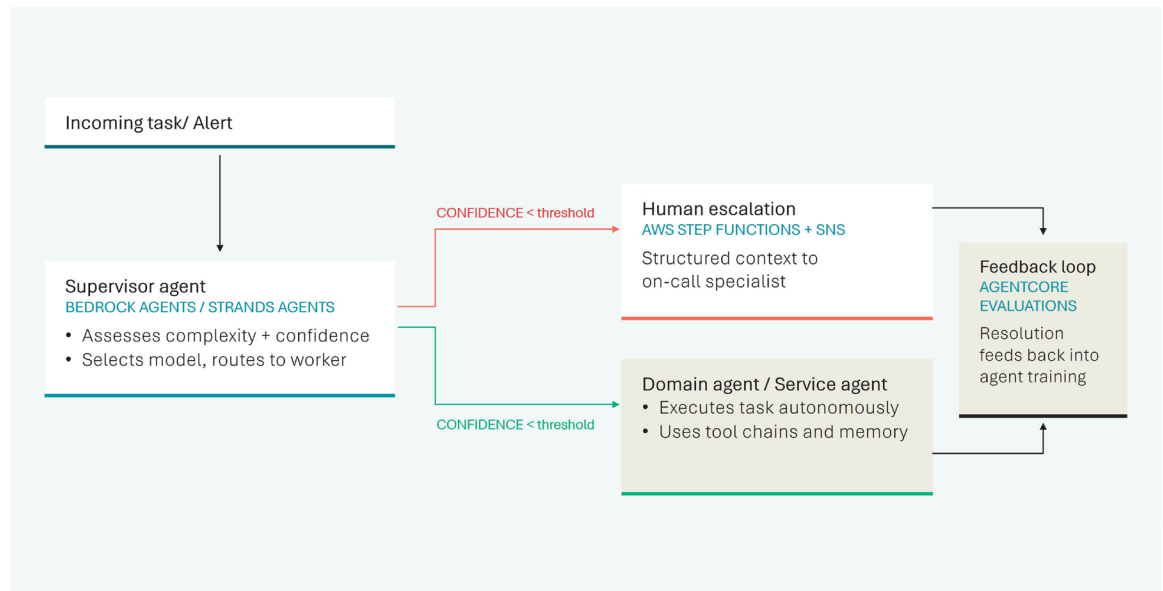 Incoming task/ Alert
Supervisor agent
BEDROCK AGENTS / STRANDS AGENTS
• Assesses complexity + confidence
• Selects model, routes to worker
CONFIDENCE < threshold
CONFIDENCE < threshold
Human escalation
AWS STEP FUNCTIONS + SNS
Structured context to
on-call specialist
Domain agent / Service agent
• Executes task autonomously
• Uses tool chains and memory
Feedback loop
AGENTCORE
EVALUATIONS
Resolution
feeds back into
agent training